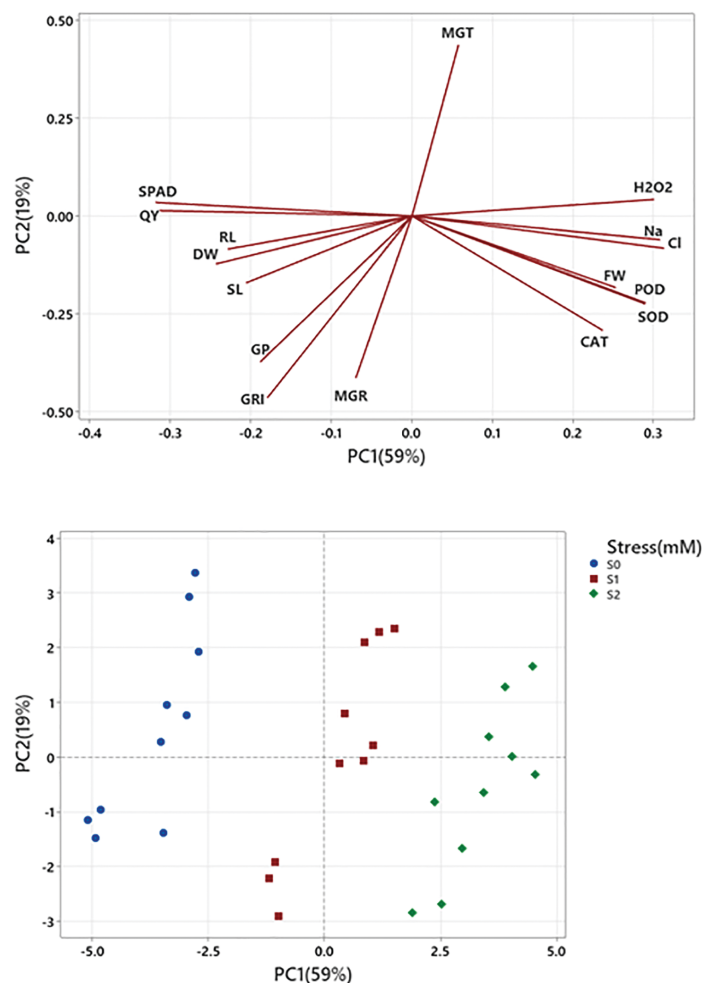 0.50
MGT
0.25
SPAD
H2O2
PC2(19%)
0.00
QY
Na
RL
Cl
DW
FW
SL
POD
-0.25
SOD
CAT
GP
GRI
MGR
-0.50
-0.4 -0.3 -0.2 -0.1 0.0 0.1 0.2 0.3
PC1(59%)
4
Stress(mM)
S0
3
S1
S2
2
1
PC2(19%)
0
-1
-2
-3
-5.0 -2.5 0.0 2.5 5.0
PC1(59%)